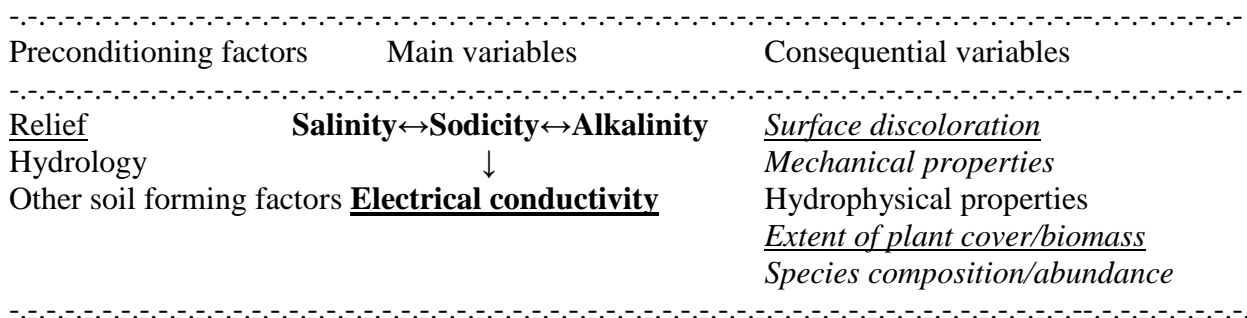 -.-.-.-.-.-.-.-.-.-.-.-.-.-.-.-.-.-.-.-.-.-.-.-.-.-.-.-.-.-.-.-.-.-.-.-.-.-.-.-.-.-.-.-.-.-.-.-.--.-.-.-.-.-.-.-
Preconditioning factors Main variables Consequential variables
-.-.-.-.-.-.-.-.-.-.-.-.-.-.-.-.-.-.-.-.-.-.-.-.-.-.-.-.-.-.-.-.-.-.-.-.-.-.-.-.-.-.-.-.-.-.-.-.--.-.-.-.-.-.-.-
Relief Salinity↔Sodicity↔Alkalinity Surface discoloration
Hydrology ↓ Mechanical properties
Other soil forming factors Electrical conductivity Hydrophysical properties
Extent of plant cover/biomass
Species composition/abundance
-.-.-.-.-.-.-.-.-.-.-.-.-.-.-.-.-.-.-.-.-.-.-.-.-.-.-.-.-.-.-.-.-.-.-.-.-.-.-.-.-.-.-.-.-.-.-.-.--.-.-.-.-.-.-.-.